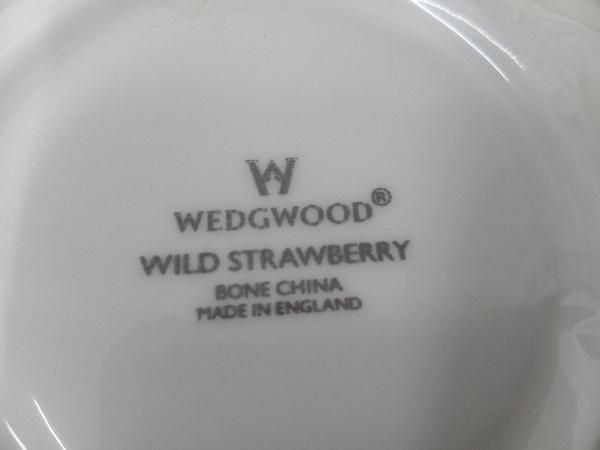 W
WEDGWOOD®
WILD STRAWBERRY
BONE CHINA
MADE IN ENGLAND